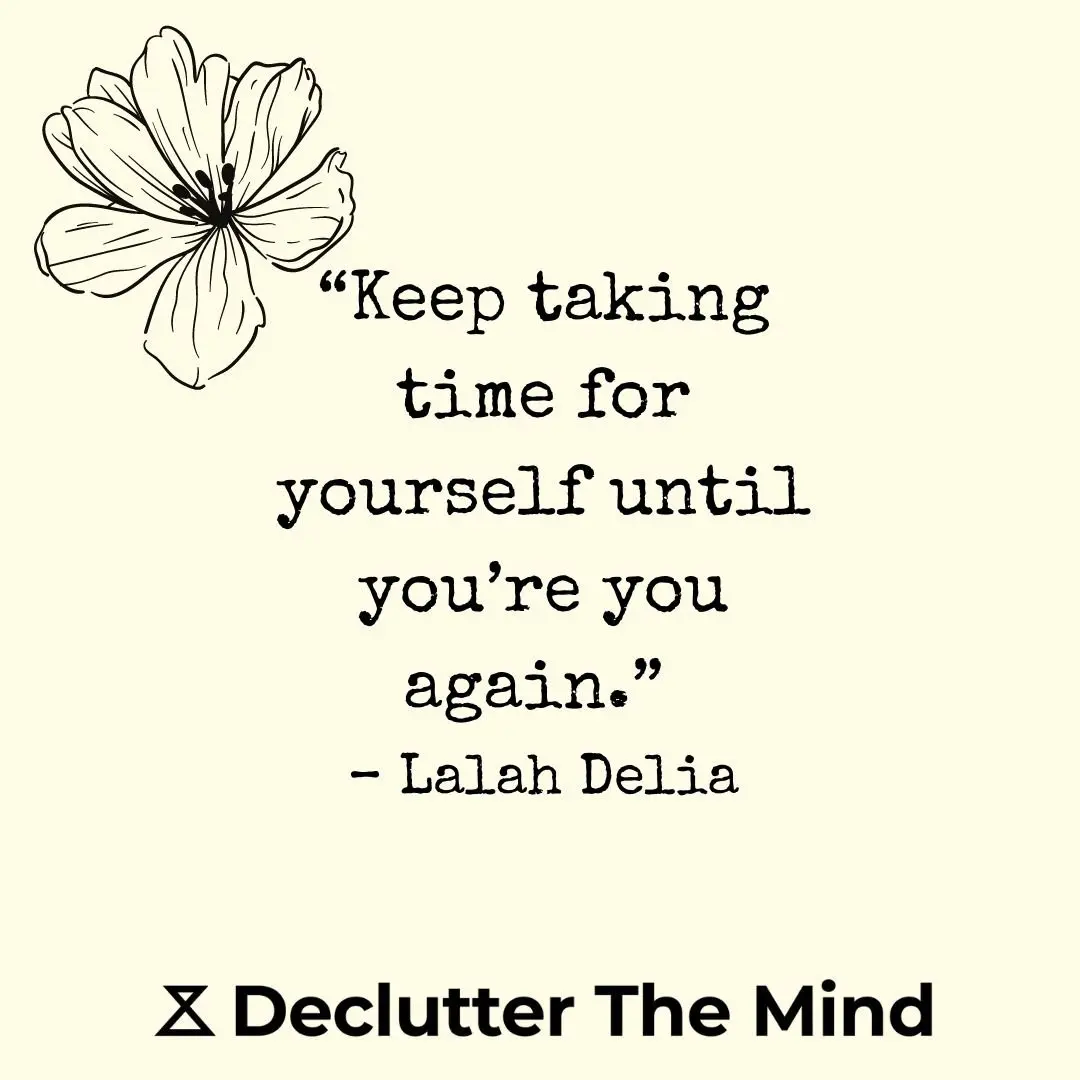 “Keep taking
time for
yourself until
you’re you
again.”
– Lalah Delia
Declutter The Mind